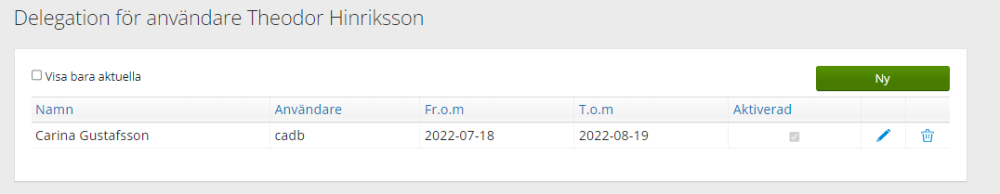 Delegation för användare Theodor Hinriksson
Visa bara aktuella
Ny
Namn Användare Fr.o.m T.o.m Aktiverad
Carina Gustafsson cadb 2022-07-18 2022-08-19